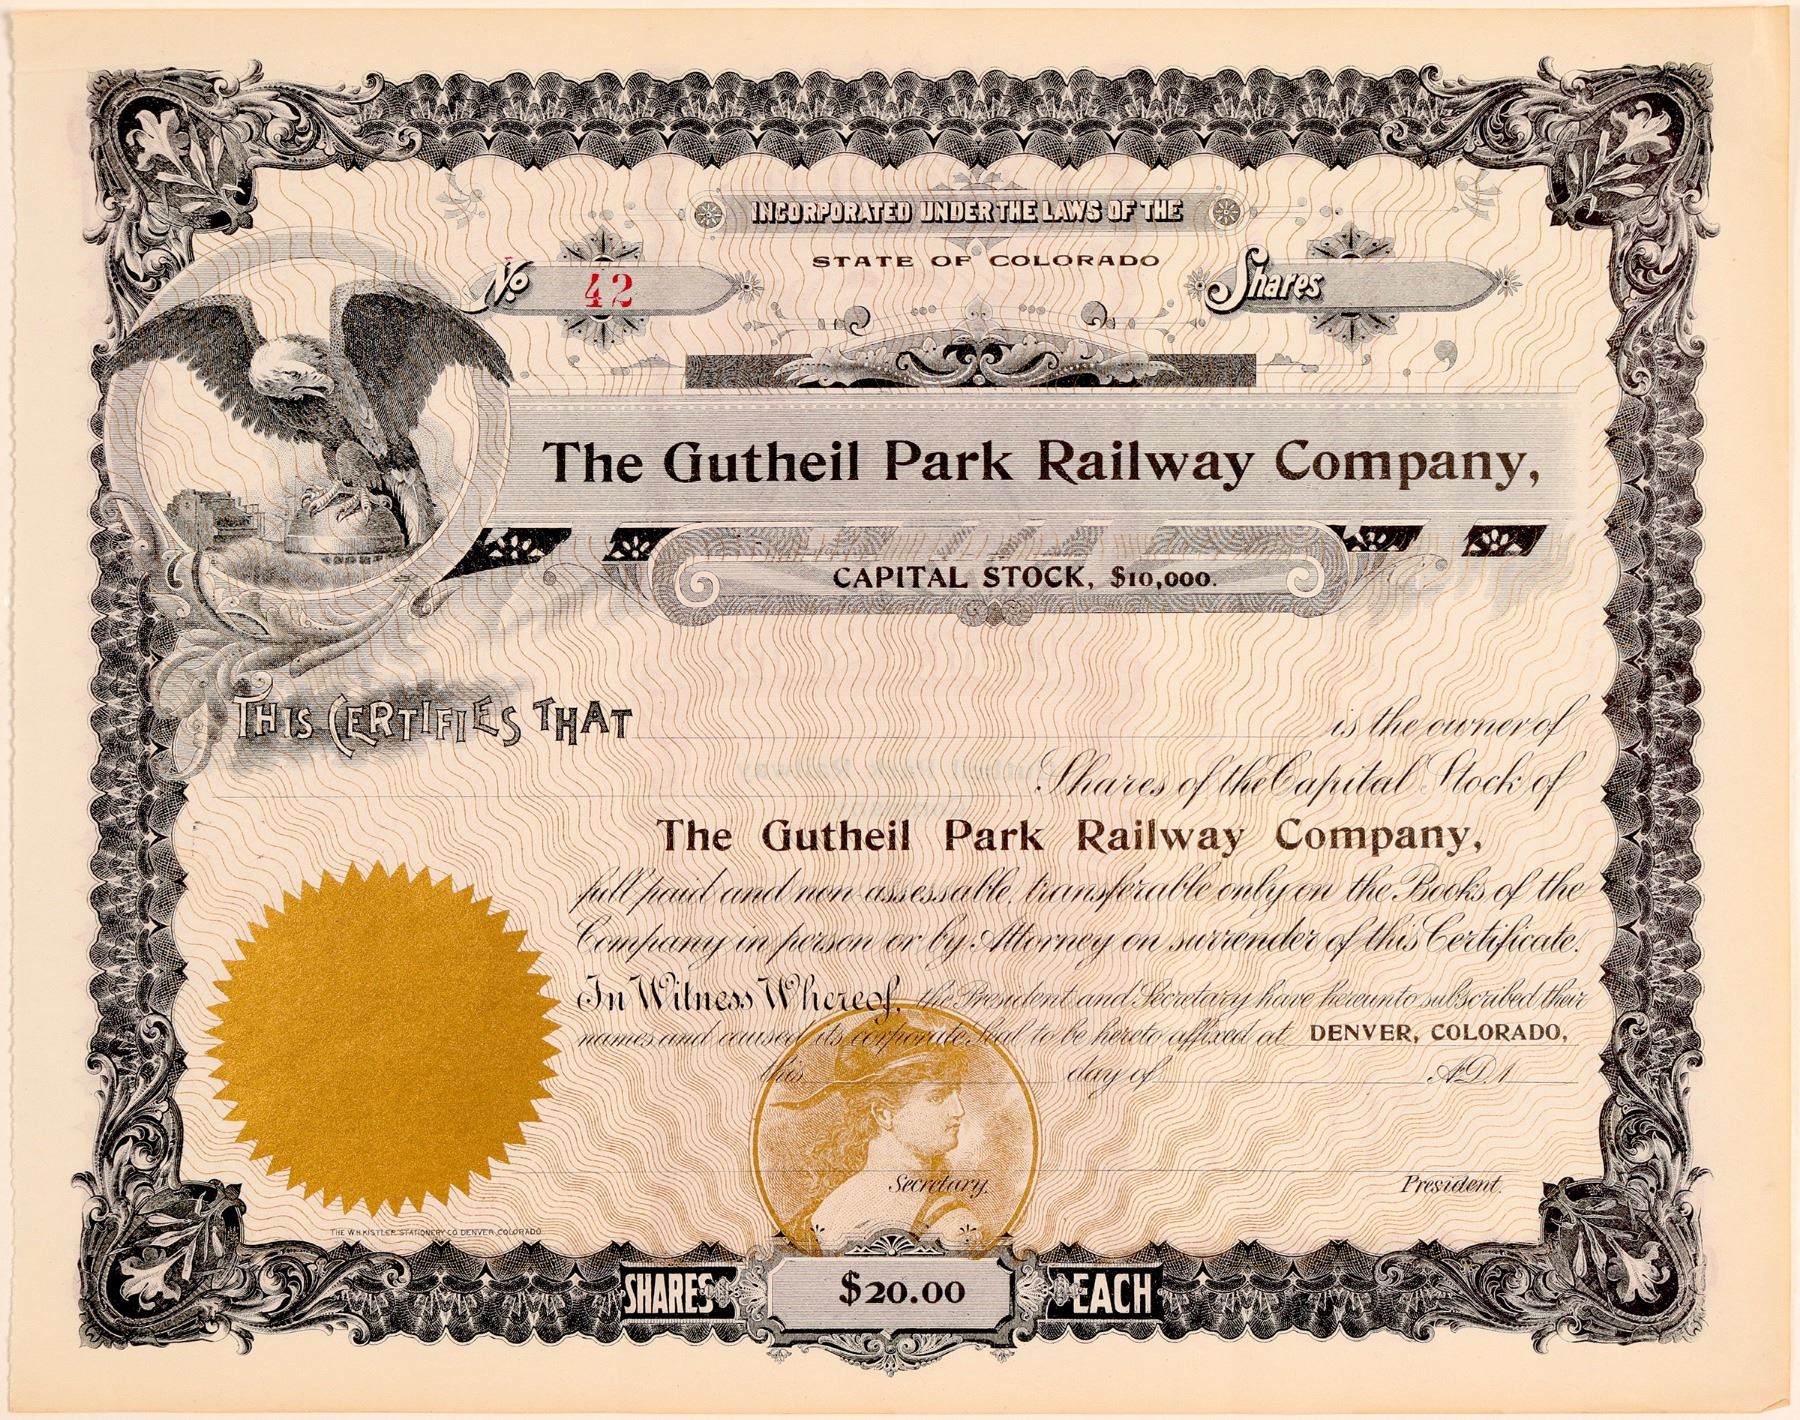 INCORPORATED UNDER THE LAWS OF THE
STATE OF COLORADO
No. 42
Shares
The Gutheil Park Railway Company,
CAPITAL STOCK, $10,000.
THIS CERTIFIES THAT is the owner of
Shares of the Capital Stock of
The Gutheil Park Railway Company,
full paid and non assessable, transferable only on the Books of the
Company in person or by Attorney on surrender of this Certificate.
In Witness Whereof, the President and Secretary have hereunto subscribed their
names and caused its corporate Seal to be hereto affixed at DENVER, COLORADO,
this day of A.D. 1
Secretary. President.
THE W.H.KISTLER STATIONERY CO DENVER, COLORADO
SHARES $20.00 EACH